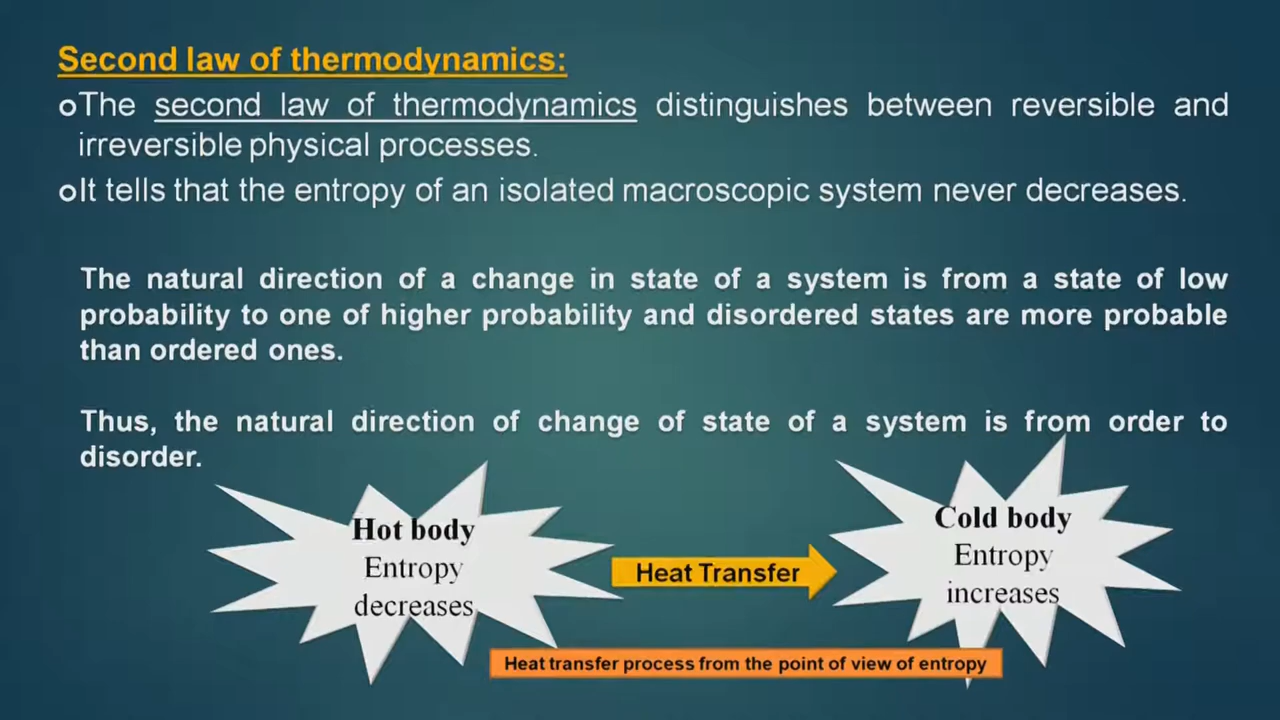 Second law of thermodynamics:
oThe second law of thermodynamics distinguishes between reversible and
irreversible physical processes.
oIt tells that the entropy of an isolated macroscopic system never decreases.
The natural direction of a change in state of a system is from a state of low
probability to one of higher probability and disordered states are more probable
than ordered ones.
Thus, the natural direction of change of state of a system is from order to
disorder.
Hot body
Entropy
decreases
Heat Transfer
Cold body
Entropy
increases
Heat transfer process from the point of view of entropy